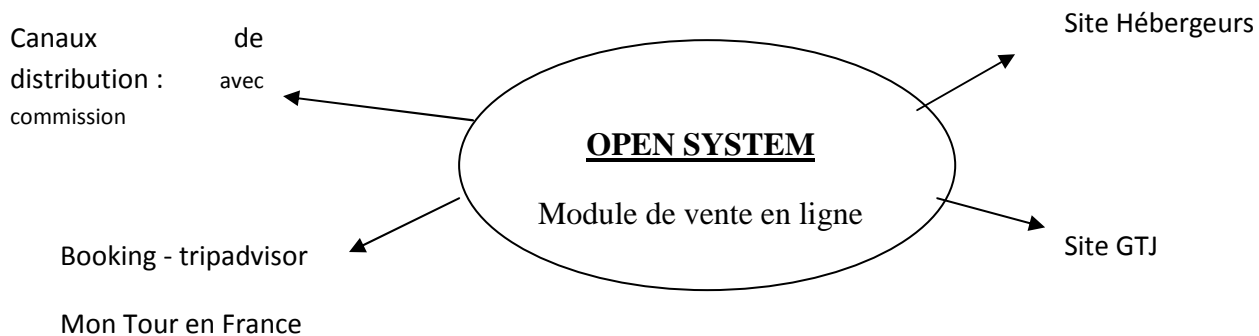 Canaux de
distribution : avec
commission
Site Hébergeurs
OPEN SYSTEM
Module de vente en ligne
Booking - tripadvisor
Mon Tour en France
Site GTJ